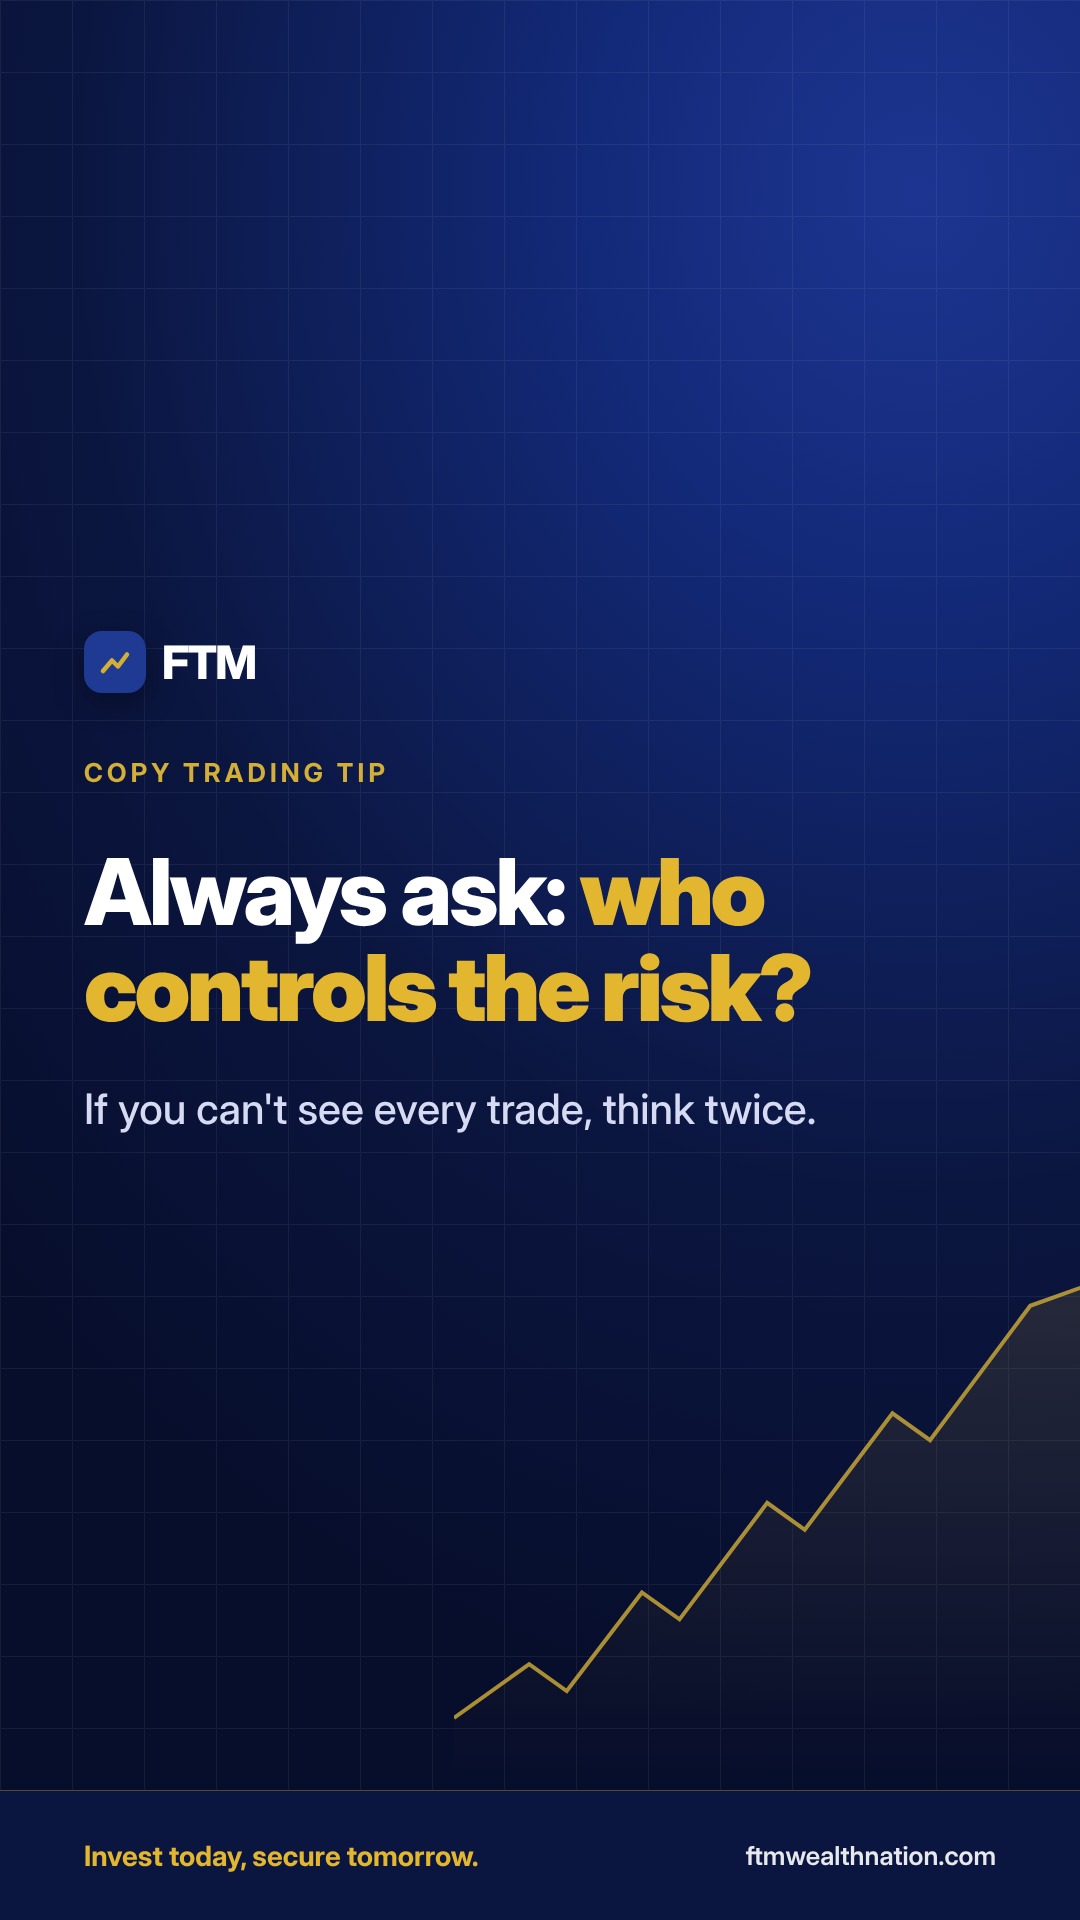 FTM
COPY TRADING TIP
Always ask: who
controls the risk?
If you can't see every trade, think twice.
Invest today, secure tomorrow.
ftmwealthnation.com